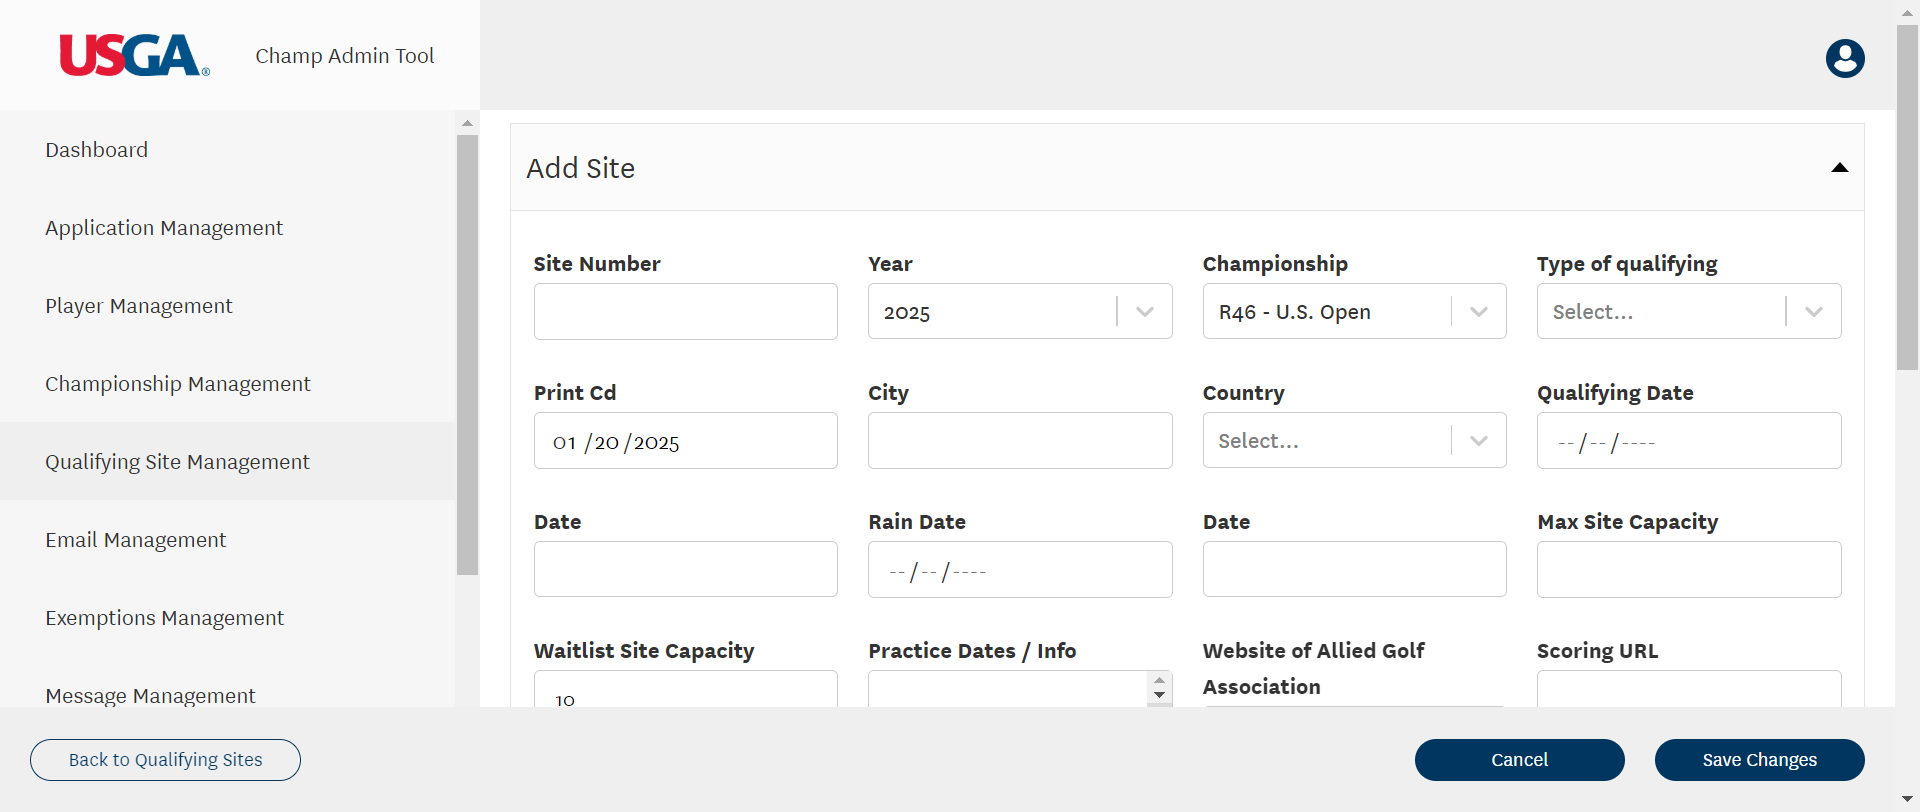 USGA®
Champ Admin Tool
Dashboard
Application Management
Player Management
Championship Management
Qualifying Site Management
Email Management
Exemptions Management
Message Management
Add Site
Site Number
Year
Championship
Type of qualifying
2025
R46 - U.S. Open
Select...
Print Cd
City
Country
Qualifying Date
01 /20 /2025
Select...
-- /-- /----
Date
Rain Date
Date
Max Site Capacity
-- /-- /----
Waitlist Site Capacity
Practice Dates / Info
Website of Allied Golf
Association
Scoring URL
10
Back to Qualifying Sites
Cancel
Save Changes